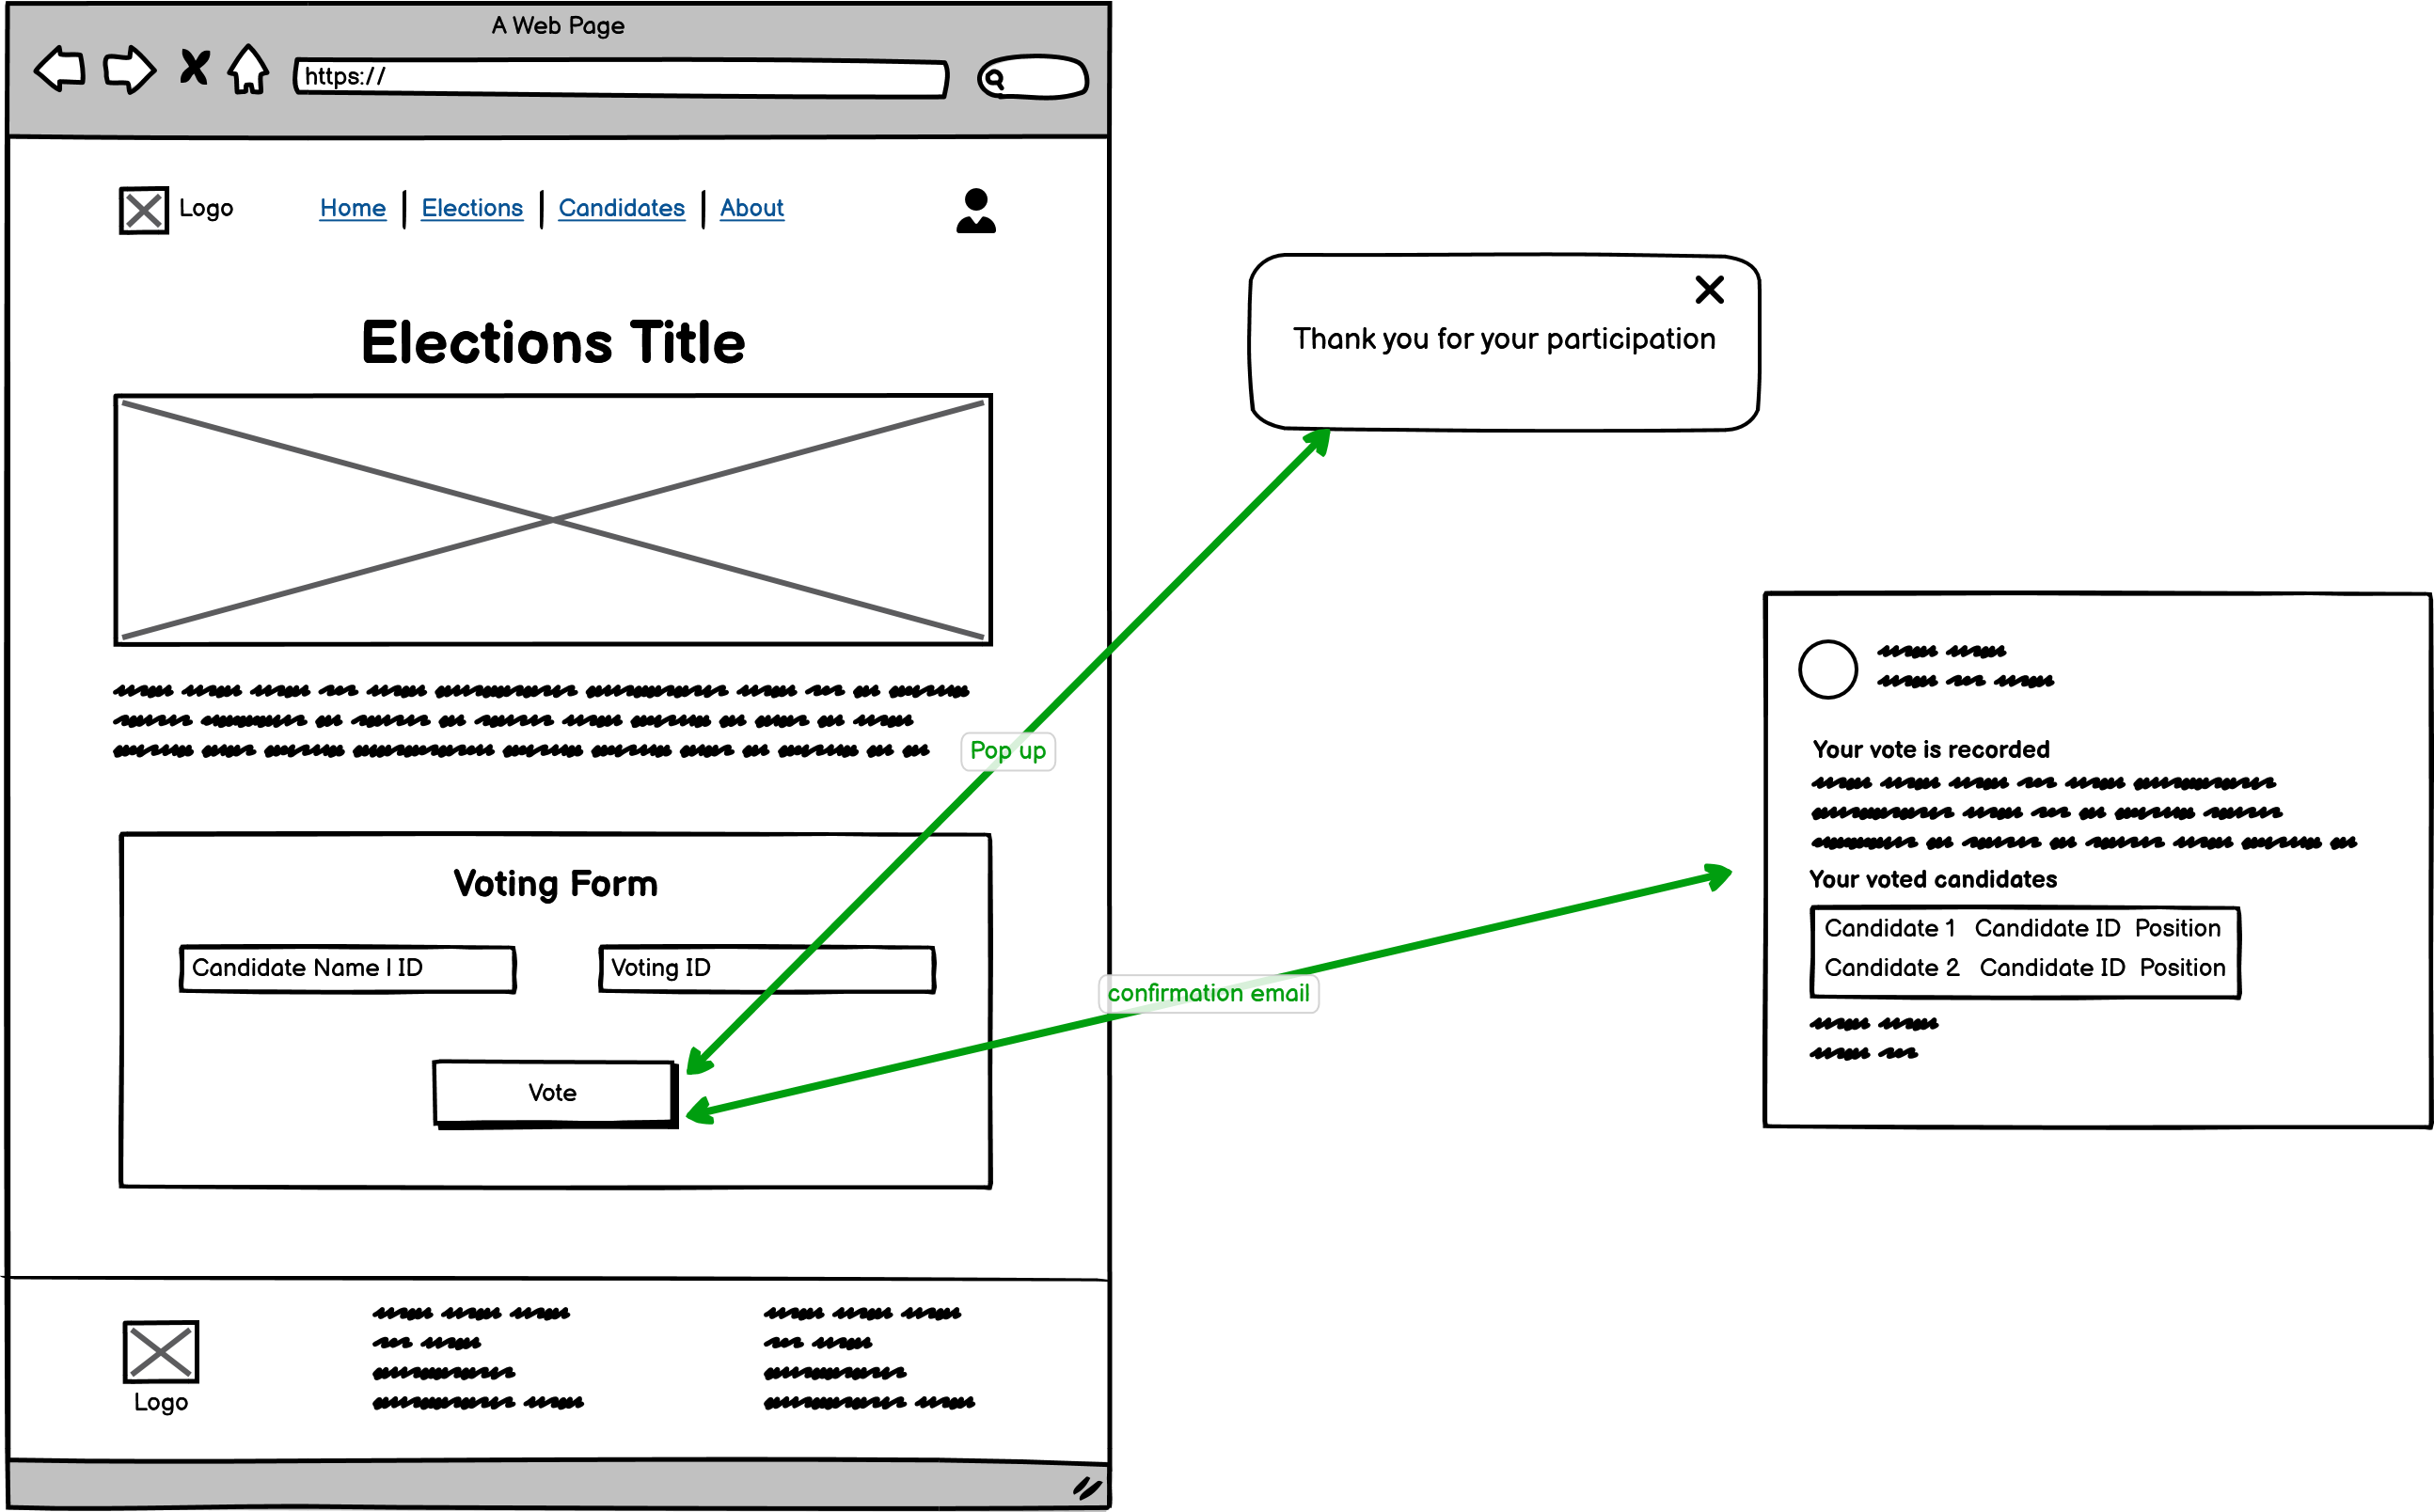 A Web Page
https://
Logo
Home | Elections | Candidates | About
Elections Title
Voting Form
Candidate Name | ID
Voting ID
Vote
Logo
Pop up
confirmation email
Thank you for your participation
Your vote is recorded
Your voted candidates
Candidate 1 Candidate ID Position
Candidate 2 Candidate ID Position